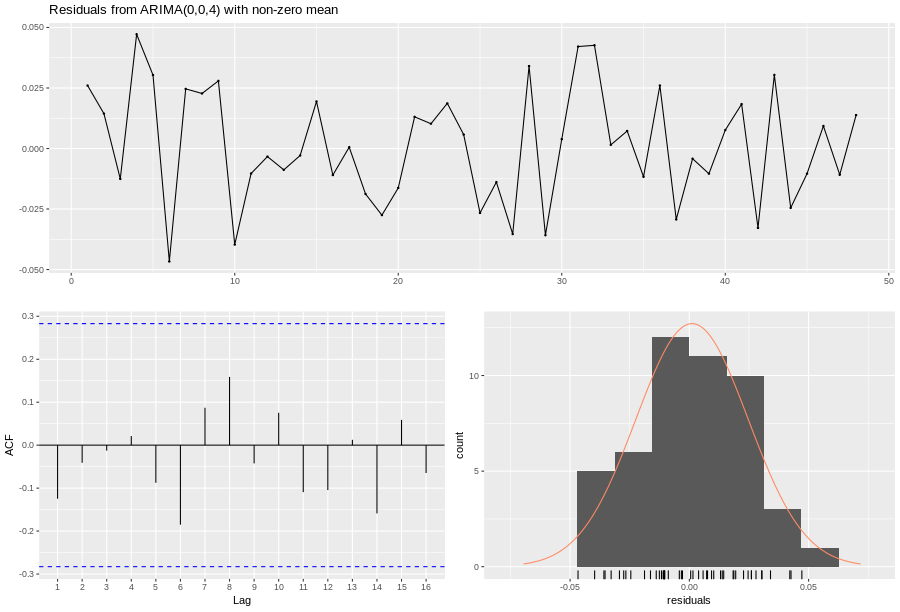 Residuals from ARIMA(0,0,4) with non-zero mean
0.050
0.025
0.000
-0.025
-0.050
0 10 20 30 40 50
0.3
0.2
0.1
0.0
-0.1
-0.2
-0.3
ACF
1 2 3 4 5 6 7 8 9 10 11 12 13 14 15 16
Lag
10
5
0
count
-0.05 0.00 0.05
residuals